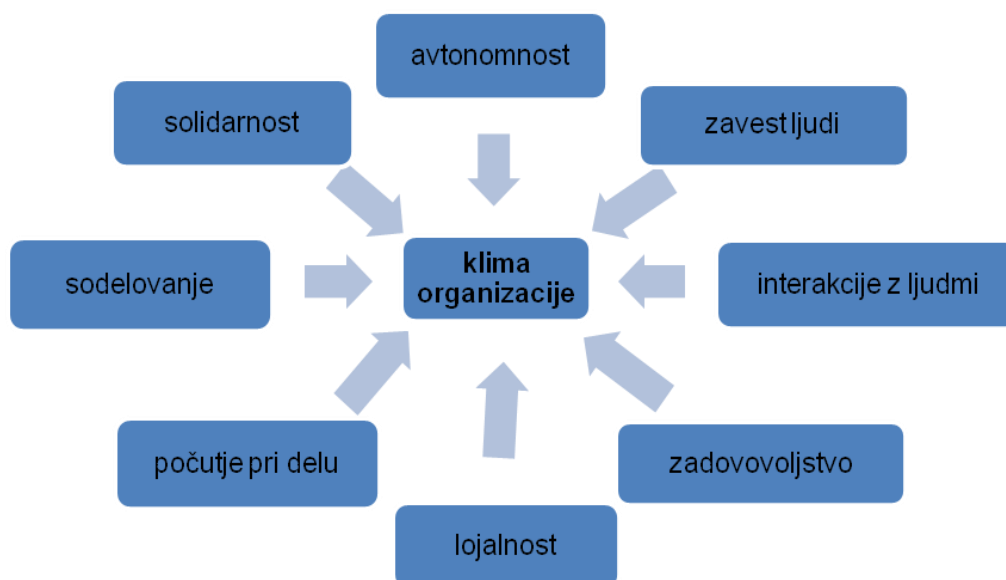 avtonomnost
solidarnost
zavest ljudi
sodelovanje
klima
organizacije
interakcije z ljudmi
počutje pri delu
zadovovoljstvo
lojalnost